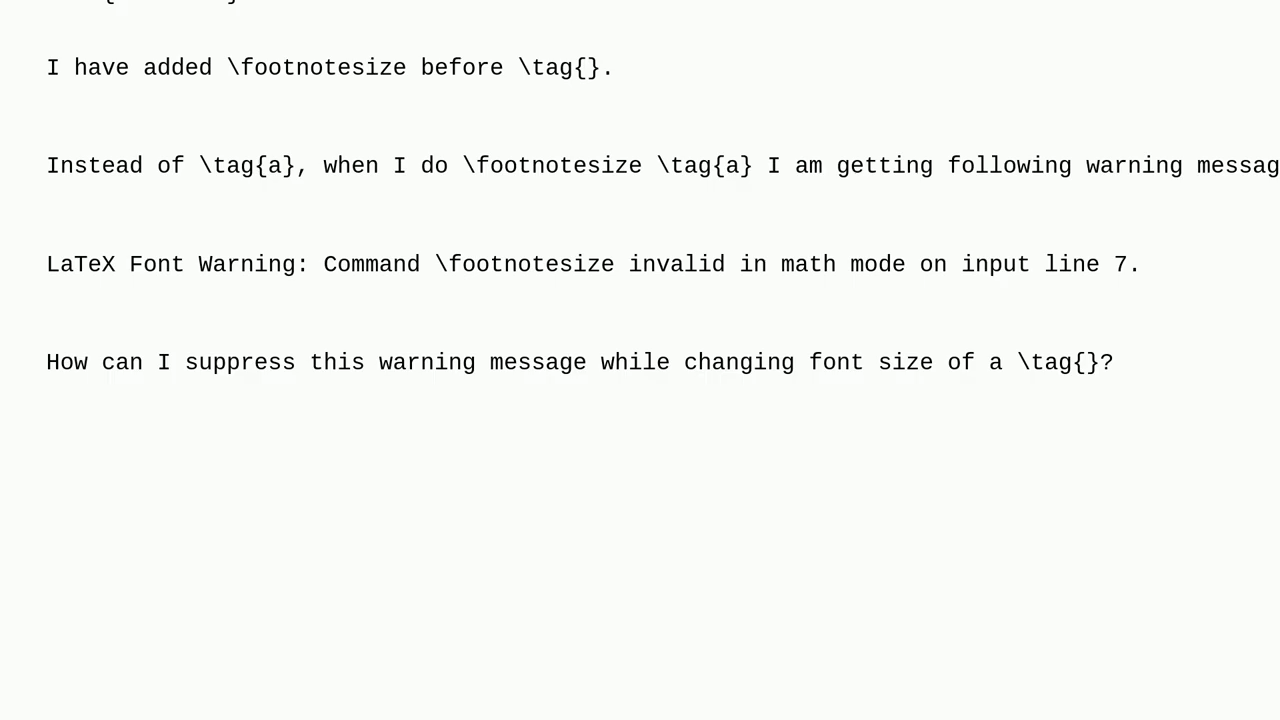 I have added \footnotesize before \tag{}.
Instead of \tag{a}, when I do \footnotesize \tag{a} I am getting following warning messag
LaTeX Font Warning: Command \footnotesize invalid in math mode on input line 7.
How can I suppress this warning message while changing font size of a \tag{}?